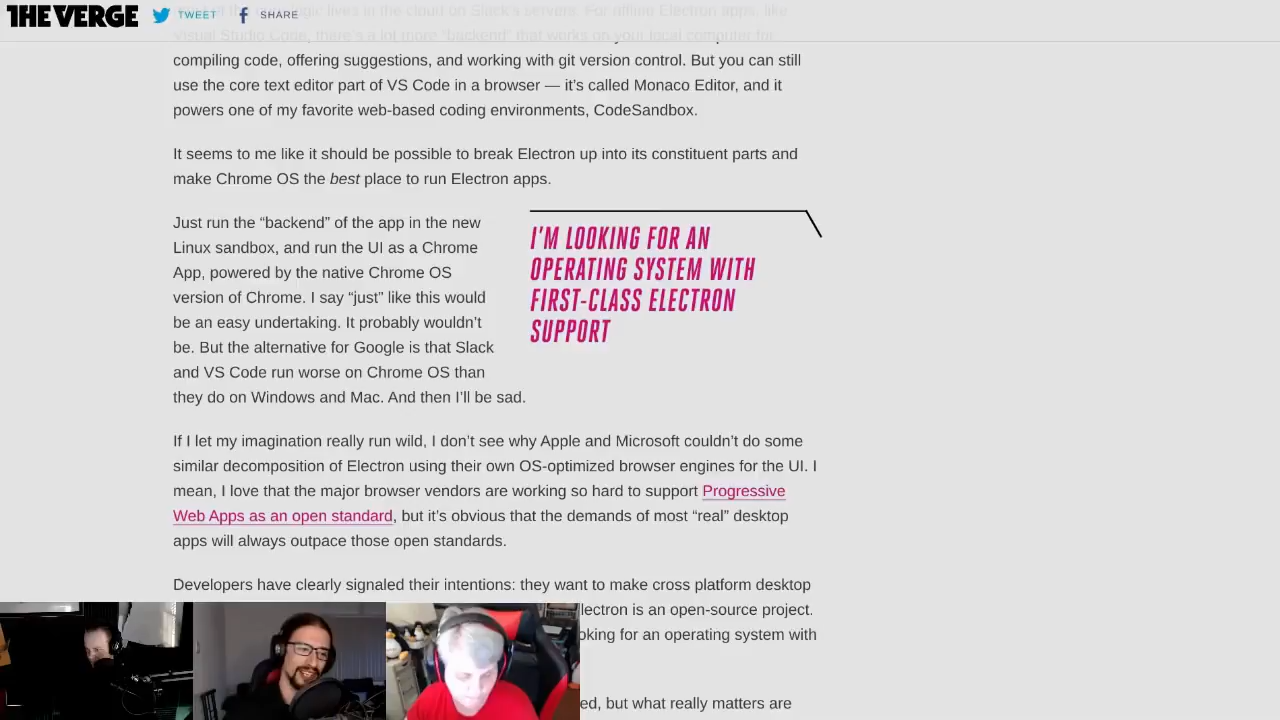 THE VERGE
TWEET
SHARE
logic lives in the cloud on Slack's servers. For offline Electron apps, like
Visual Studio Code, there's a lot more “backend” that works on your local computer for
compiling code, offering suggestions, and working with git version control. But you can still
use the core text editor part of VS Code in a browser — it’s called Monaco Editor, and it
powers one of my favorite web-based coding environments, CodeSandbox.
It seems to me like it should be possible to break Electron up into its constituent parts and
make Chrome OS the best place to run Electron apps.
Just run the “backend” of the app in the new
Linux sandbox, and run the UI as a Chrome
App, powered by the native Chrome OS
version of Chrome. I say “just” like this would
be an easy undertaking. It probably wouldn’t
be. But the alternative for Google is that Slack
and VS Code run worse on Chrome OS than
they do on Windows and Mac. And then I’ll be sad.
I’M LOOKING FOR AN
OPERATING SYSTEM WITH
FIRST-CLASS ELECTRON
SUPPORT
If I let my imagination really run wild, I don’t see why Apple and Microsoft couldn’t do some
similar decomposition of Electron using their own OS-optimized browser engines for the UI. I
mean, I love that the major browser vendors are working so hard to support Progressive
Web Apps as an open standard, but it’s obvious that the demands of most “real” desktop
apps will always outpace those open standards.
Developers have clearly signaled their intentions: they want to make cross platform desktop
lectron is an open-source project.
oking for an operating system with
ed, but what really matters are